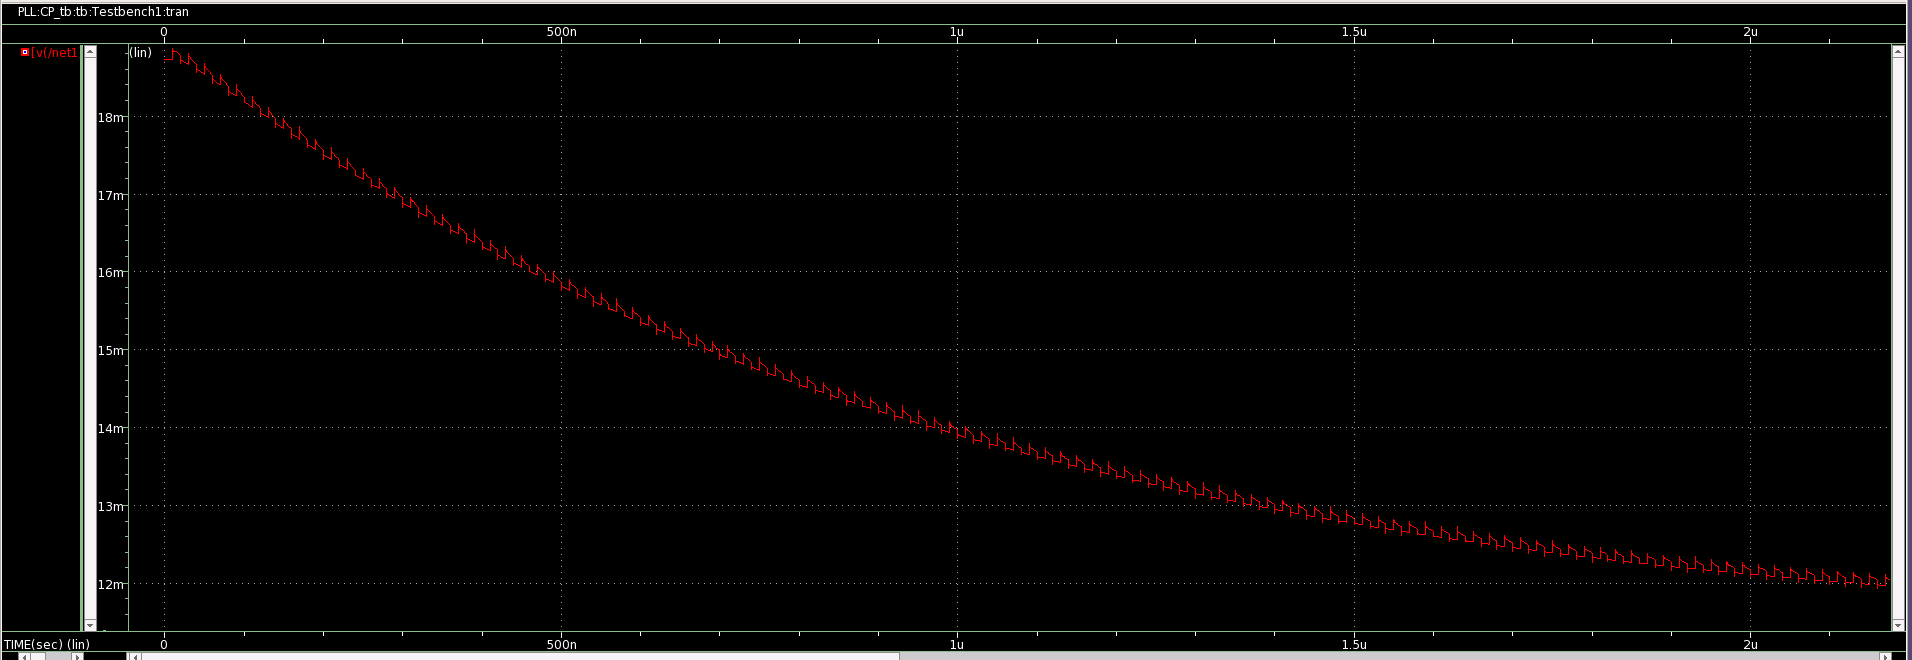 PLL:CP_tb:tb:Testbench1:tran
0 500n 1u 1.5u 2u
[v(/net1 (lin)
18m
17m
16m
15m
14m
13m
12m
TIME(sec) (lin) 0 500n 1u 1.5u 2u